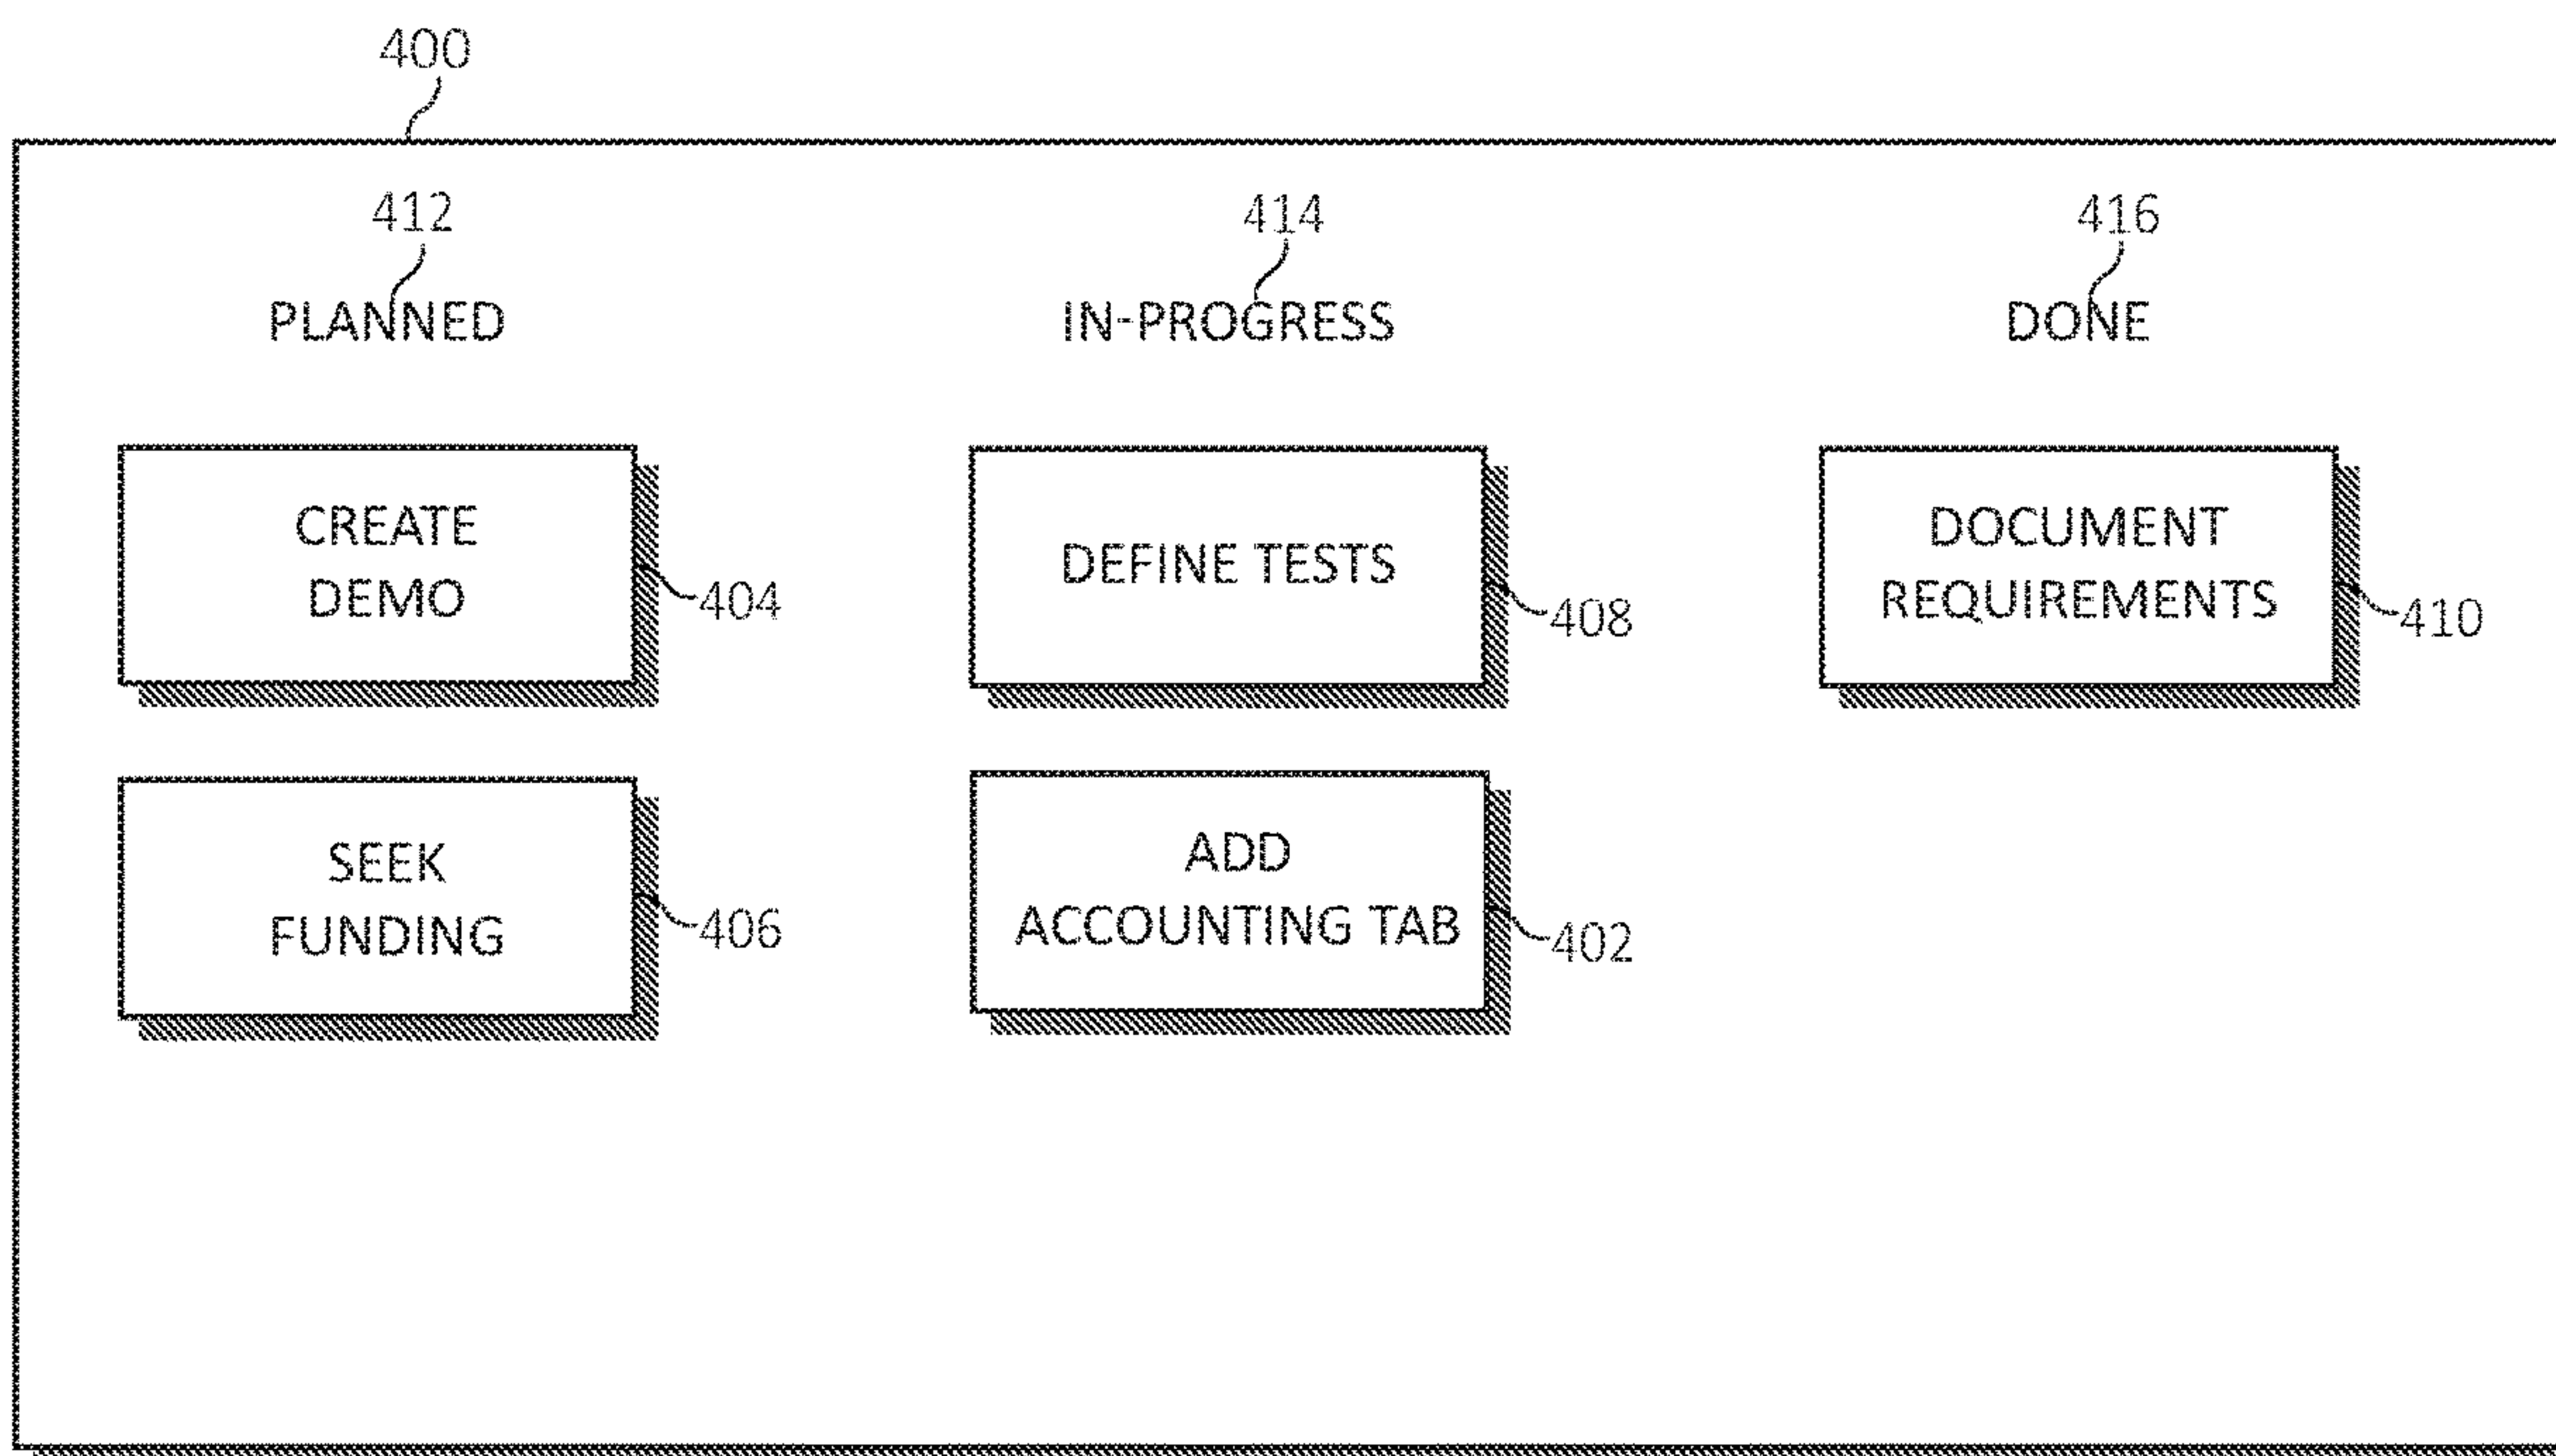 400
412
414
416
PLANNED
IN-PROGRESS
DONE
CREATE
DEMO
404
DEFINE TESTS
408
DOCUMENT
REQUIREMENTS
410
SEEK
FUNDING
406
ADD
ACCOUNTING TAB
402